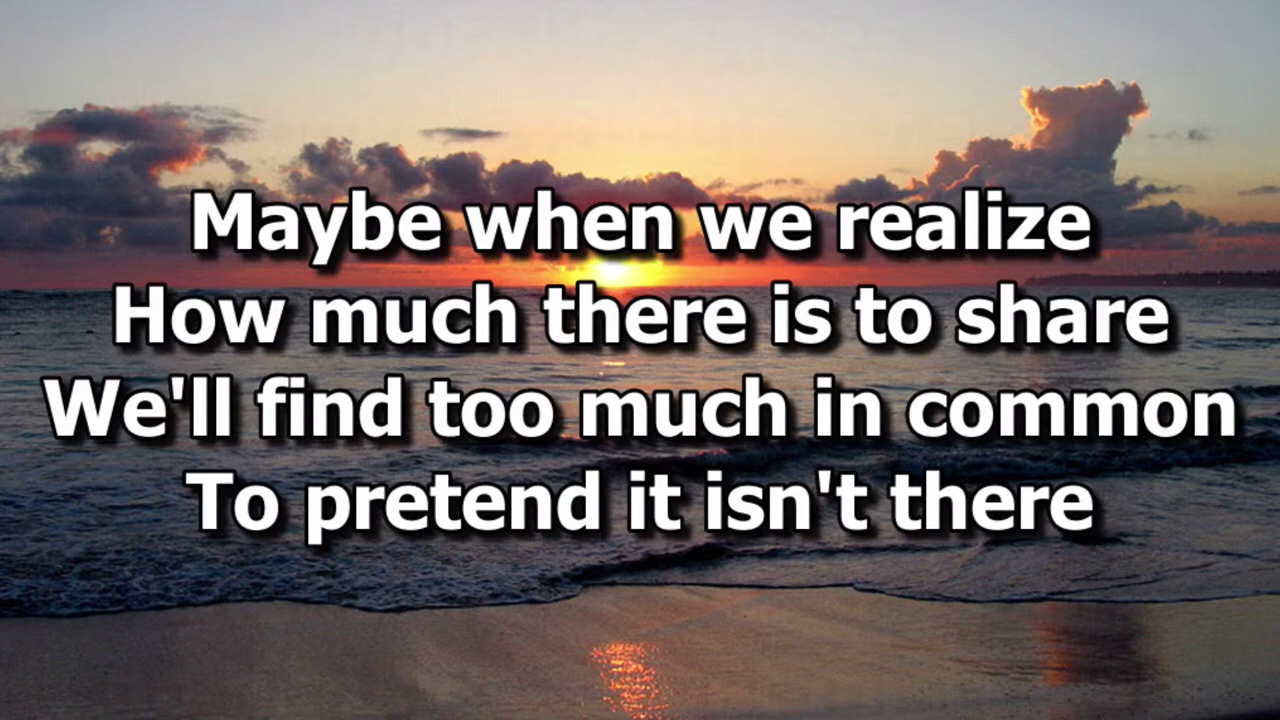 Maybe when we realize
How much there is to share
We'll find too much in common
To pretend it isn't there